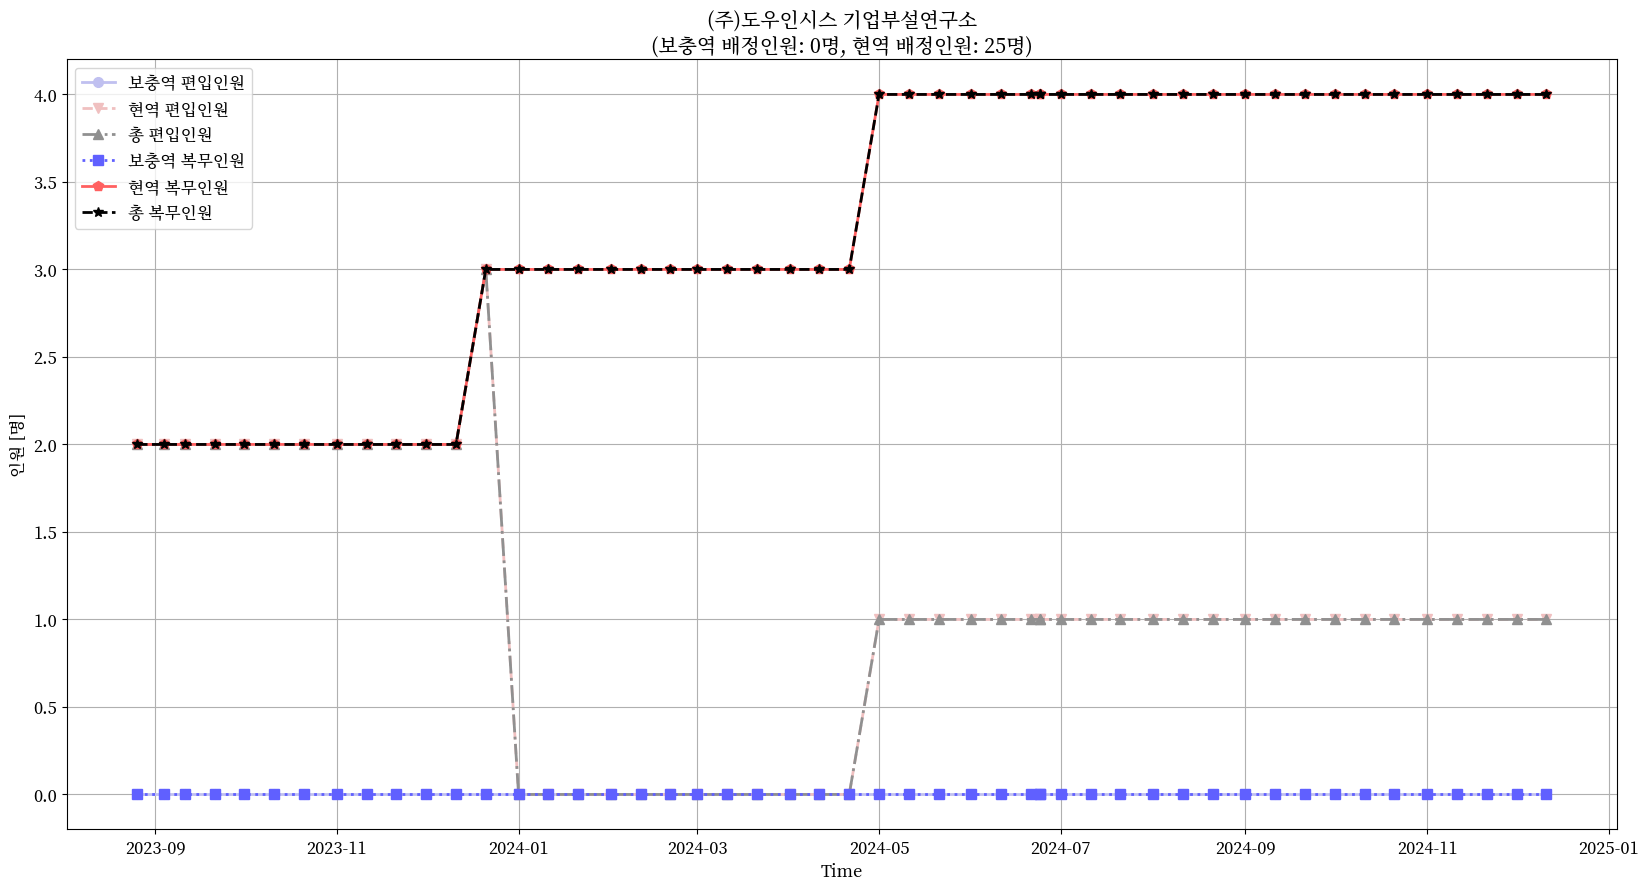 (주)도우인시스 기업부설연구소
(보충역 배정인원: 0명, 현역 배정인원: 25명)
보충역 편입인원
현역 편입인원
총 편입인원
보충역 복무인원
현역 복무인원
총 복무인원
4.0
3.5
3.0
2.5
2.0
1.5
1.0
0.5
0.0
인원 [명]
2023-09
2023-11
2024-01
2024-03
2024-05
2024-07
2024-09
2024-11
2025-01
Time